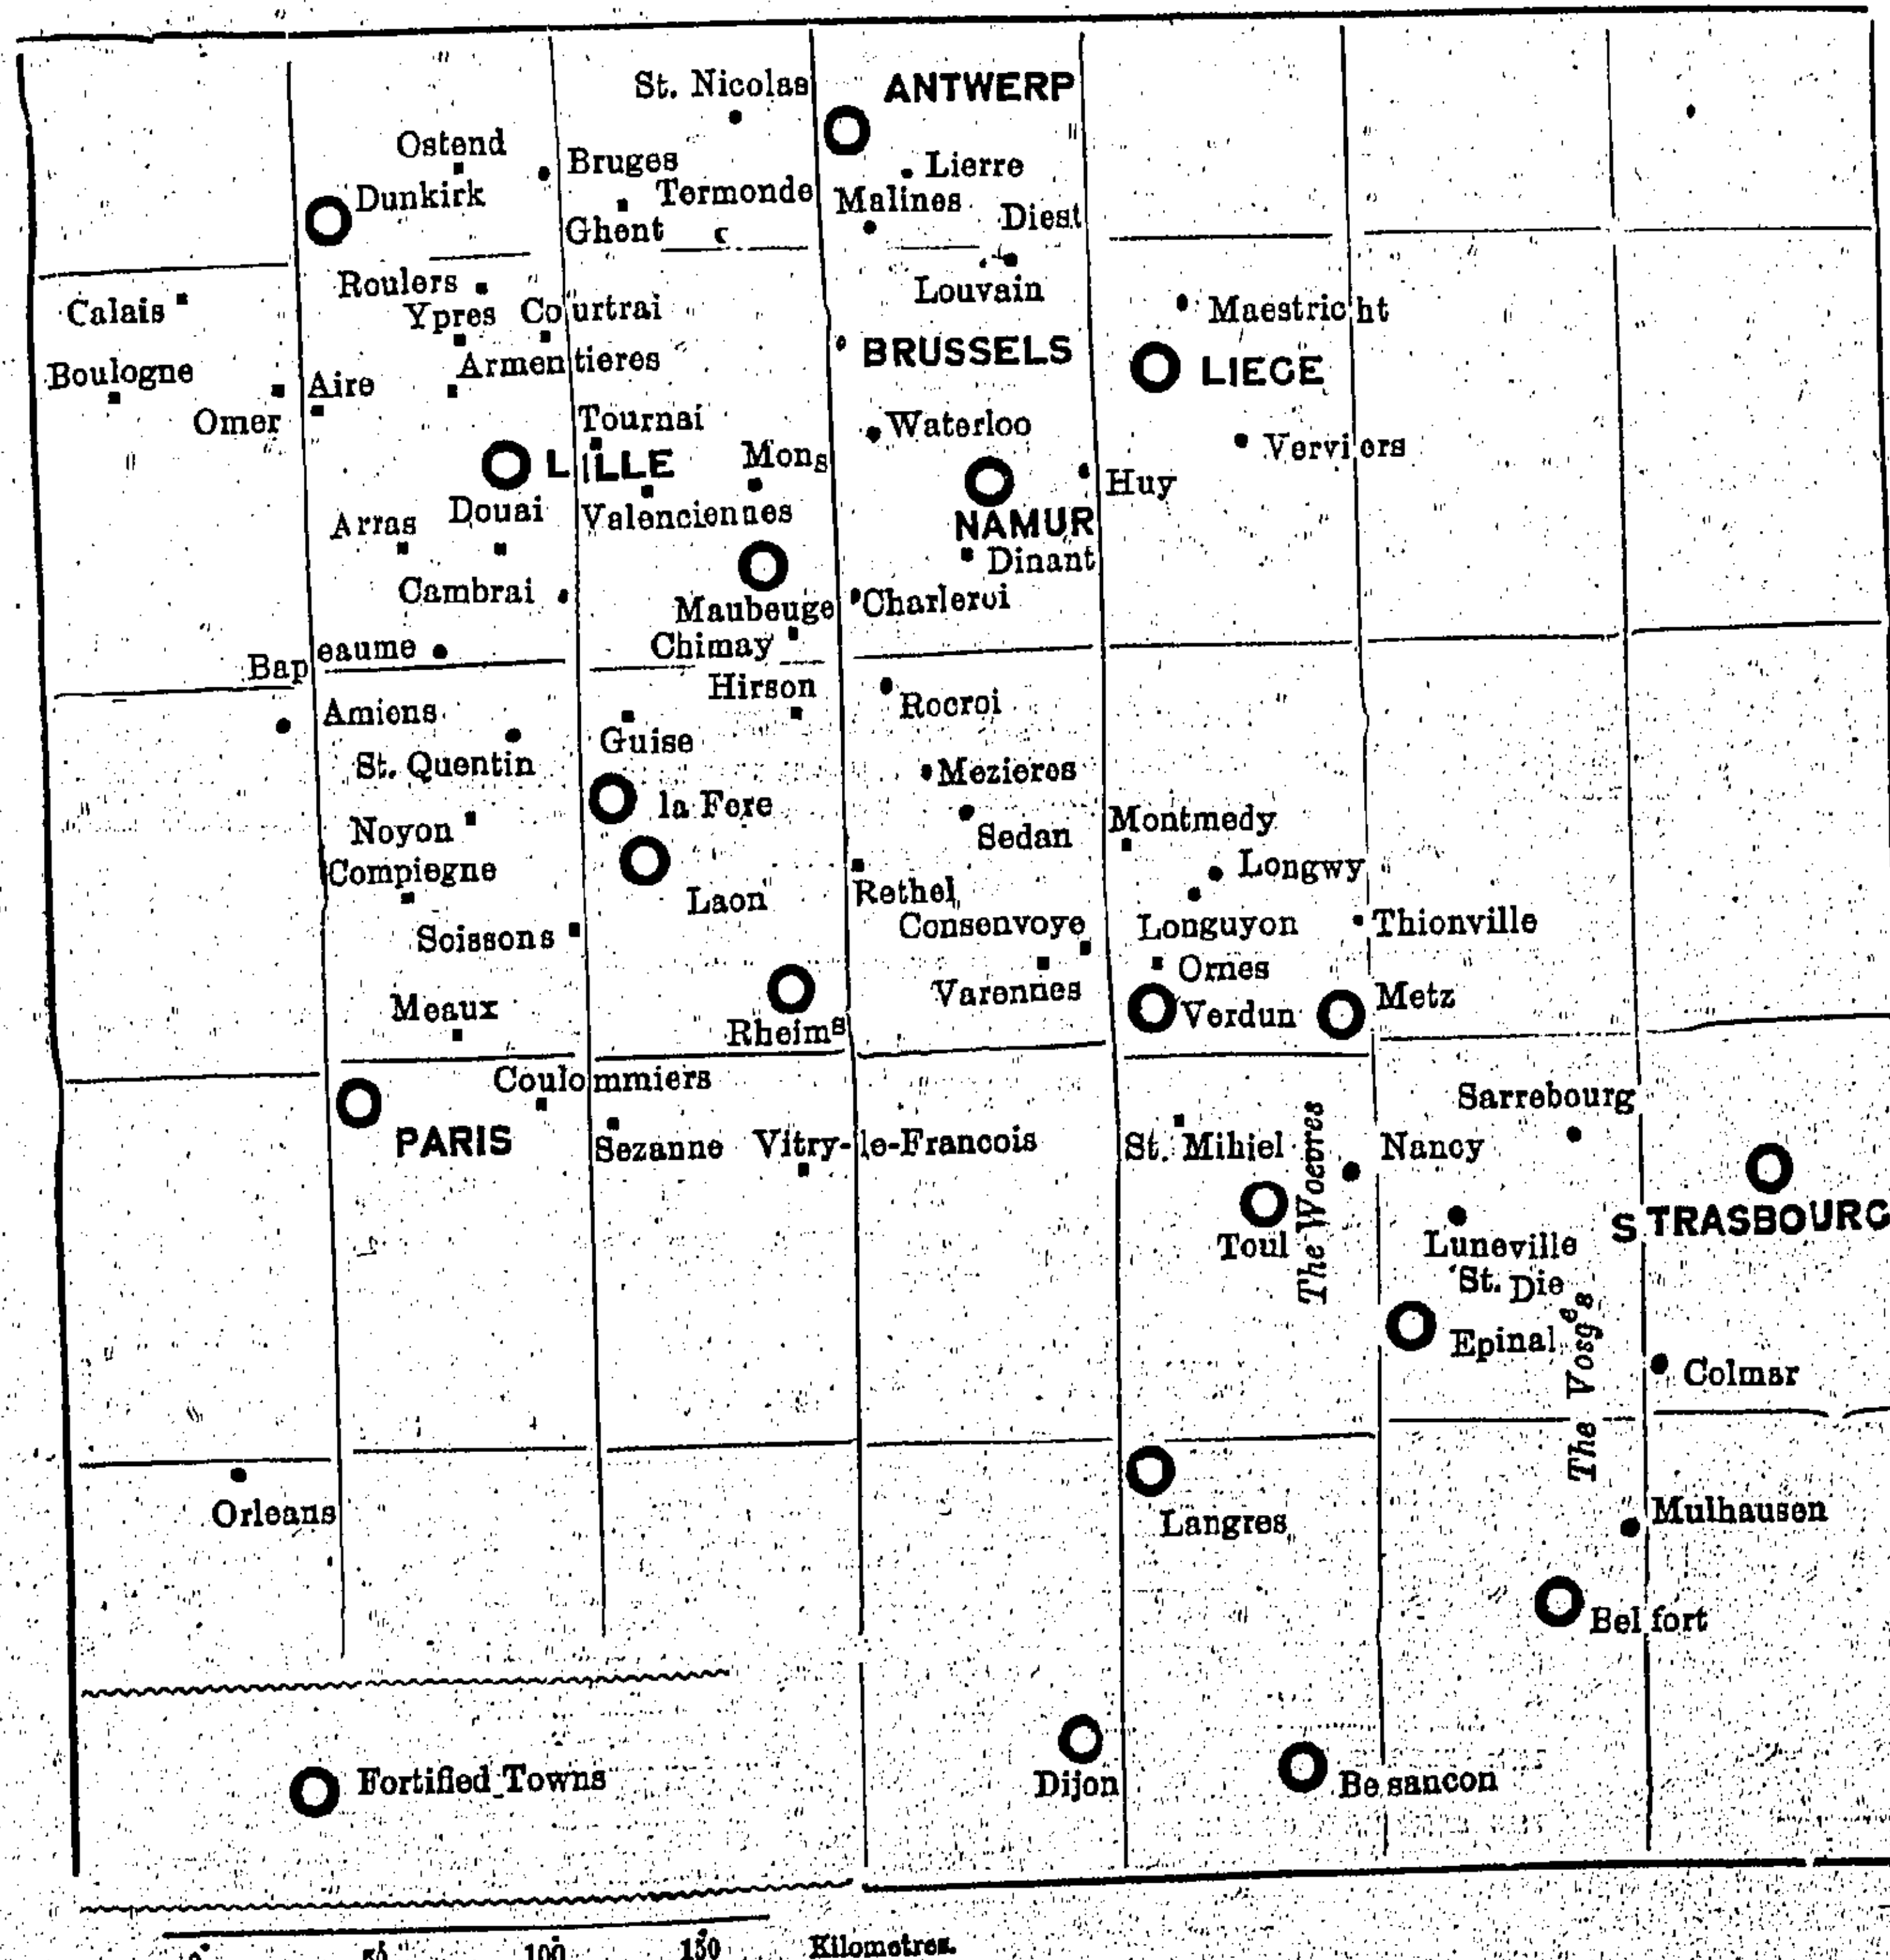 St. Nicolas
ANTWERP
Ostend
Bruges
Lierre
Dunkirk
Termonde
Malines
Diest
Ghent
Roulers
Louvain
Calais
Ypres
Courtrai
Maestricht
Boulogne
Armentieres
BRUSSELS
LIEGE
Aire
Omer
Tournai
Waterloo
Verviers
LILLE
Mons
Huy
Arras
Douai
Valenciennes
NAMUR
Dinant
Cambrai
Maubeuge
Charleroi
Bapeaume
Chimay
Hirson
Rocroi
Amiens
Guise
St. Quentin
Mezieres
la Fere
Noyon
Sedan
Montmedy
Compiegne
Longwy
Laon
Rethel
Soissons
Consenvoye
Longuyon
Thionville
Ornes
Varennes
Meaux
Metz
Rheims
Verdun
Coulommiers
Sarrebourg
PARIS
Sezanne
Vitry-le-Francois
St. Mihiel
The Woevres
Nancy
STRASBOURG
Toul
Luneville
St. Die
Epinal
The Vosges
Colmar
Orleans
Langres
Mulhausen
Belfort
Fortified Towns
Dijon
Besancon
0 50 100 150 Kilometres.